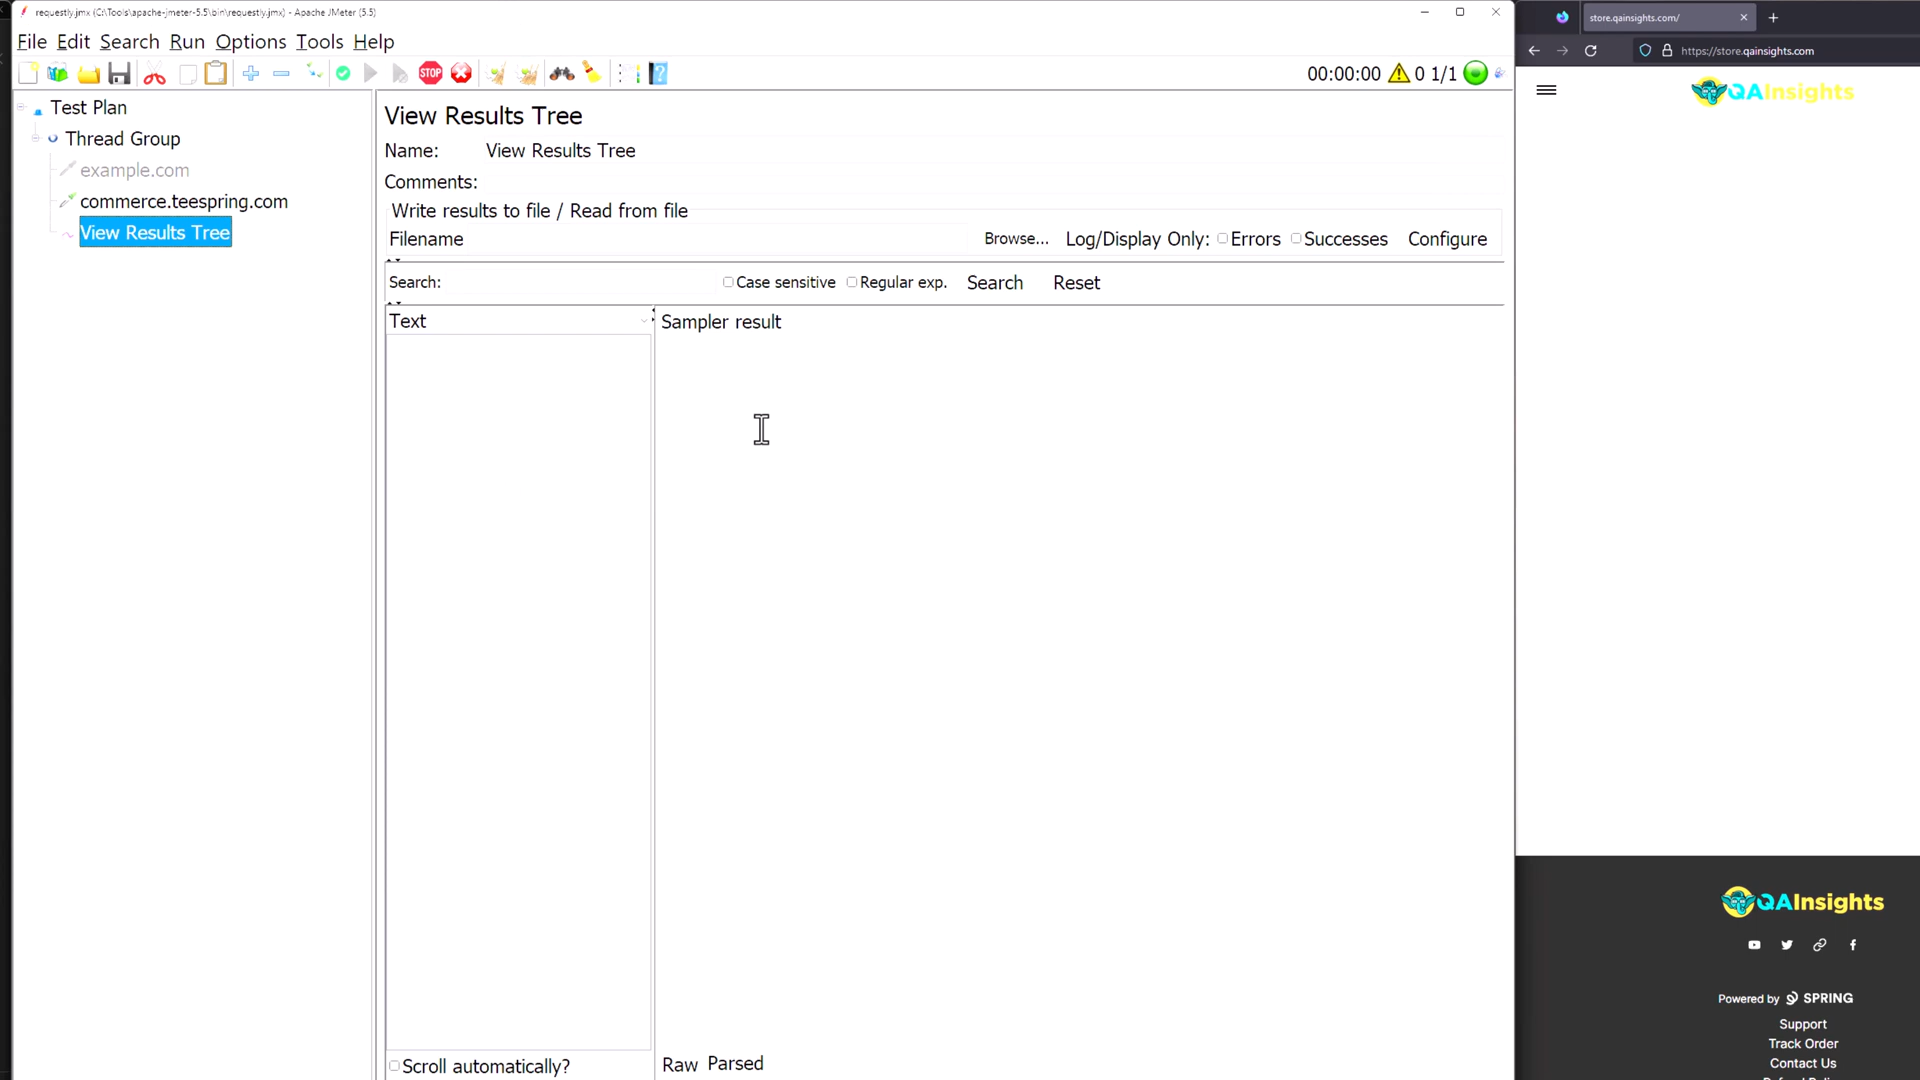 requestly.jmx (C:\Tools\apache-jmeter-5.5\bin\requestly.jmx) - Apache JMeter (5.5)
File Edit Search Run Options Tools Help
STOP
00:00:00 0 1/1
Test Plan
Thread Group
example.com
commerce.teespring.com
View Results Tree
View Results Tree
Name: View Results Tree
Comments:
Write results to file / Read from file
Filename Browse... Log/Display Only: Errors Successes Configure
Search: Case sensitive Regular exp. Search Reset
Text
Sampler result
Scroll automatically?
Raw Parsed
store.qainsights.com/
https://store.qainsights.com
QAInsights
QAInsights
Powered by SPRING
Support
Track Order
Contact Us